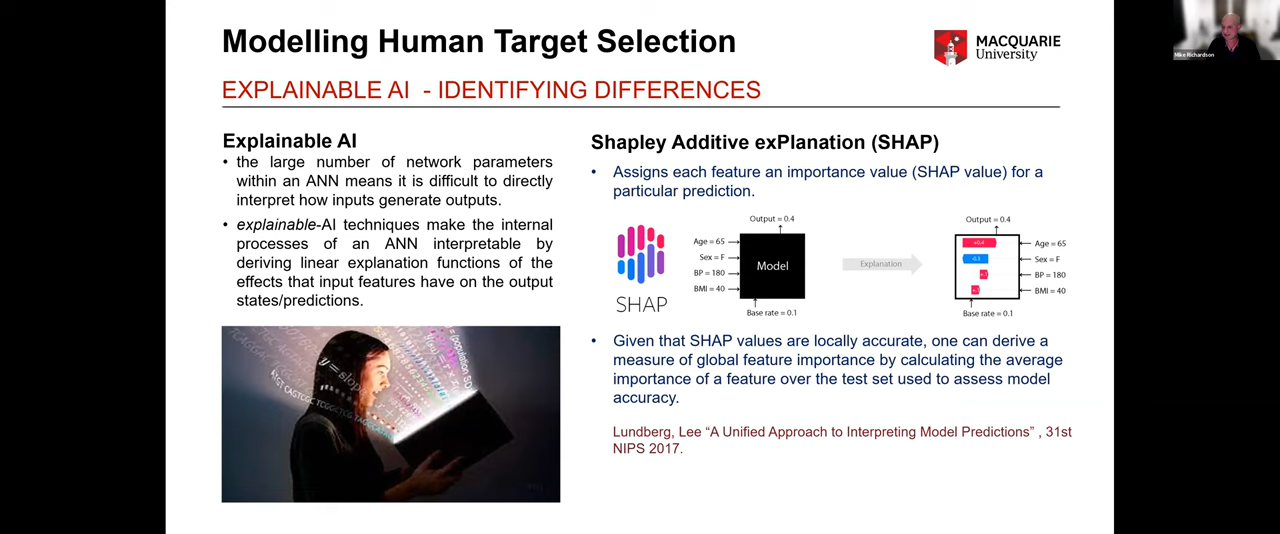 Modelling Human Target Selection
MACQUARIE
University
EXPLAINABLE AI - IDENTIFYING DIFFERENCES
Explainable AI
• the large number of network parameters
within an ANN means it is difficult to directly
interpret how inputs generate outputs.
• explainable-AI techniques make the internal
processes of an ANN interpretable by
deriving linear explanation functions of the
effects that input features have on the output
states/predictions.
Shapley Additive exPlanation (SHAP)
• Assigns each feature an importance value (SHAP value) for a
particular prediction.
SHAP
Output = 0.4
Age = 65
Sex = F
BP = 180
BMI = 40
Model
Base rate = 0.1
Explanation
Output = 0.4
+0.4
-0.3
Age = 65
Sex = F
BP = 180
BMI = 40
Base rate = 0.1
• Given that SHAP values are locally accurate, one can derive a
measure of global feature importance by calculating the average
importance of a feature over the test set used to assess model
accuracy.
Lundberg, Lee “A Unified Approach to Interpreting Model Predictions” , 31st
NIPS 2017.
Mike Richardson